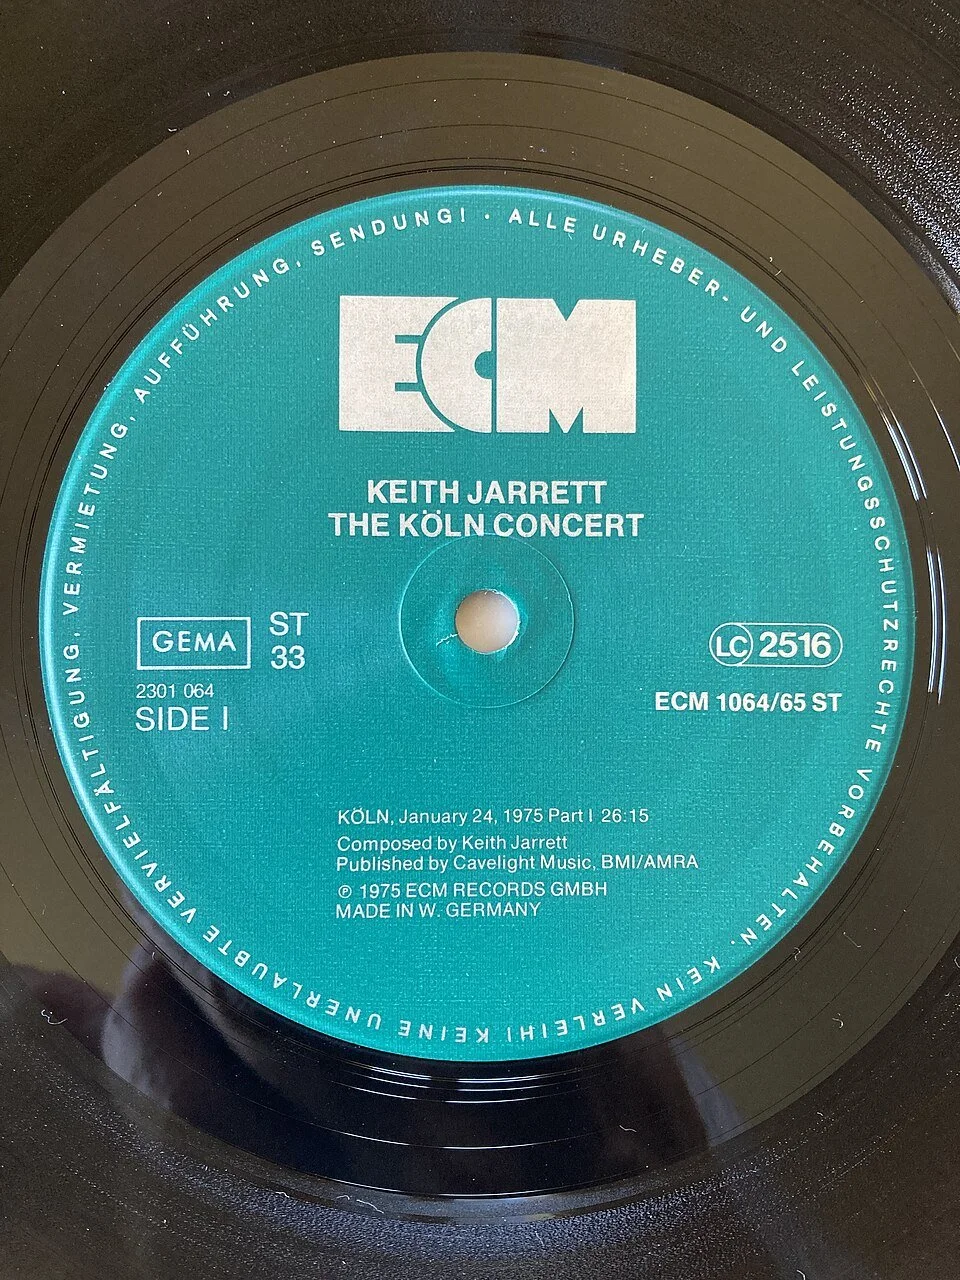 ALLE URHEBER- UND LEISTUNGSSCHUTZRECHTE VORBEHALTEN. KEIN VERLEIH! KEINE UNERLAUBTE VERVIELFÄLTIGUNG, VERMIETUNG, AUFFÜHRUNG, SENDUNG! ·
ECM
KEITH JARRETT
THE KÖLN CONCERT
GEMA
ST
33
2301 064
SIDE I
LC 2516
ECM 1064/65 ST
KÖLN, January 24, 1975 Part I 26:15
Composed by Keith Jarrett
Published by Cavelight Music, BMI/AMRA
℗ 1975 ECM RECORDS GMBH
MADE IN W. GERMANY